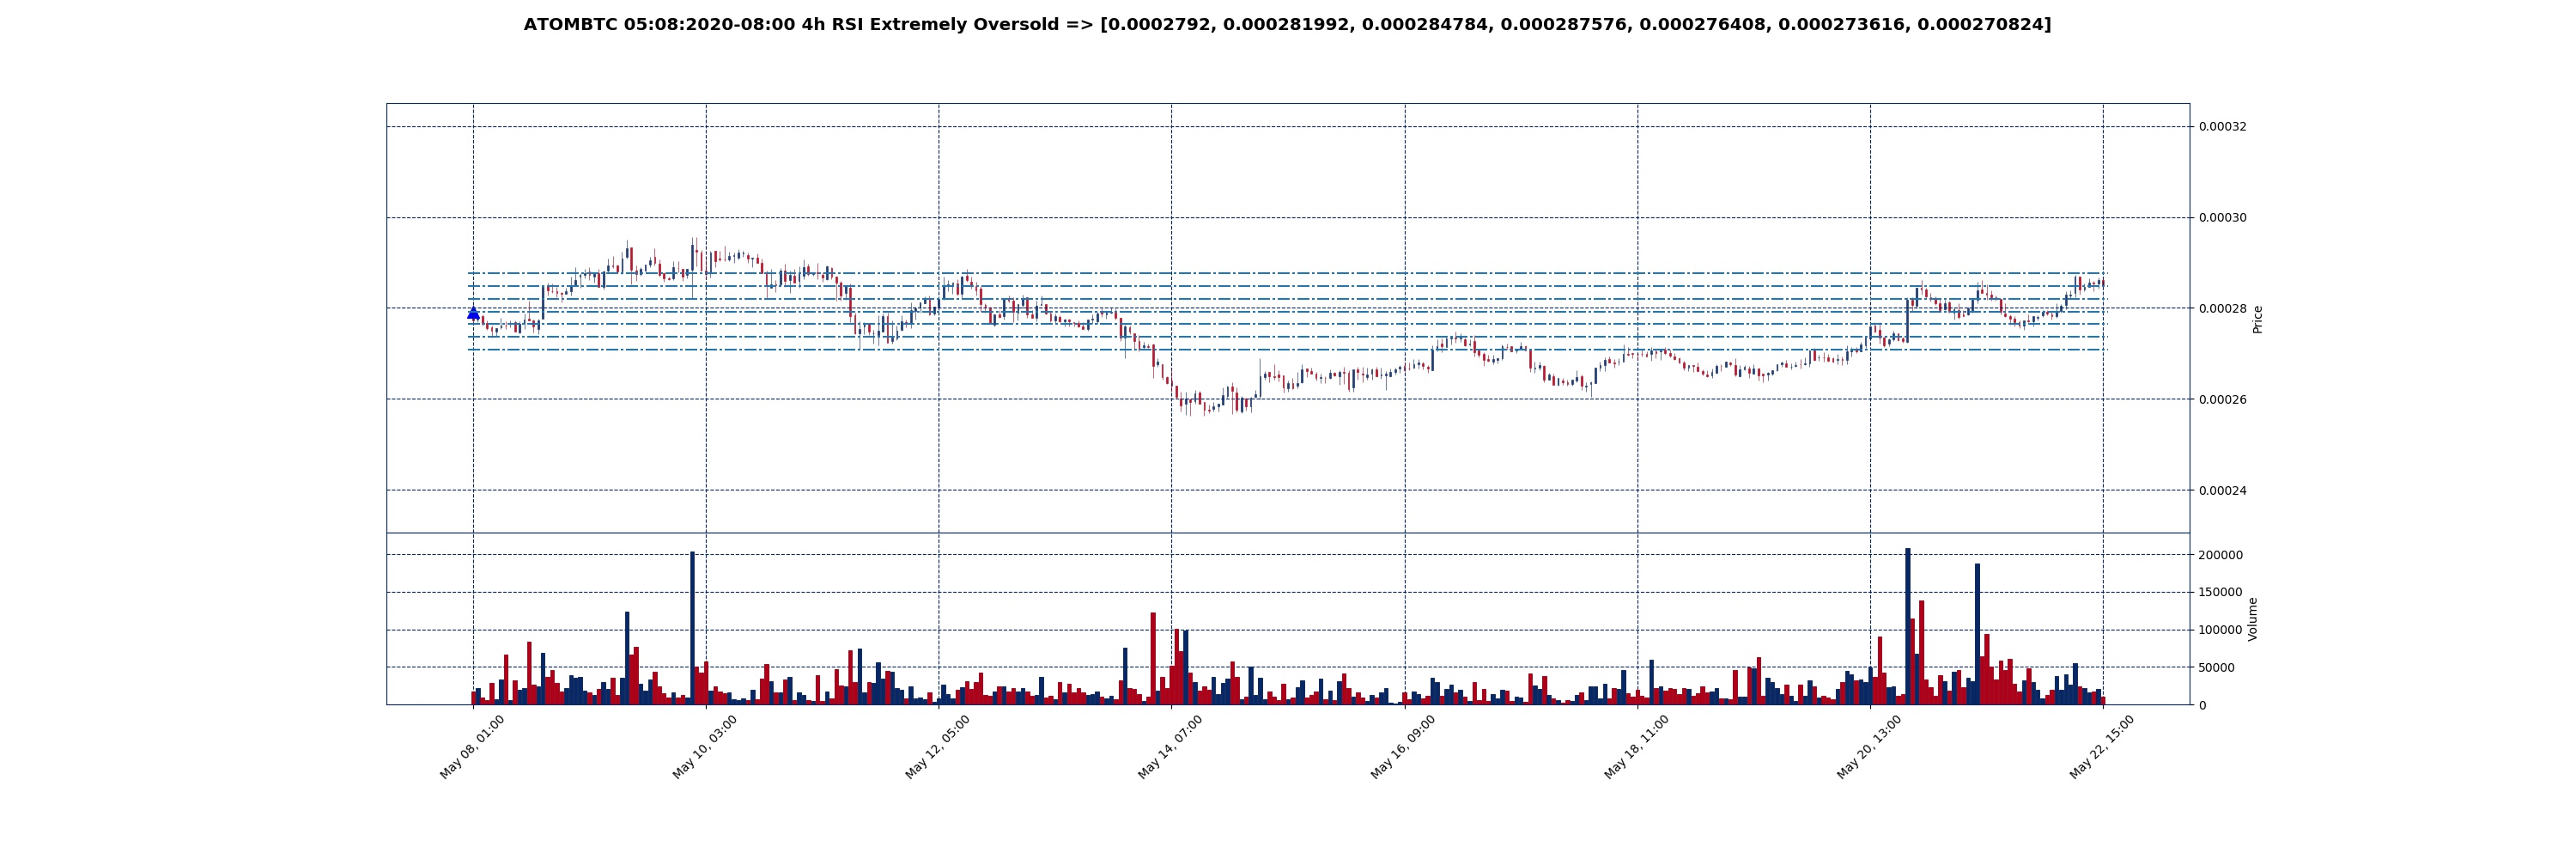 ATOMBTC 05:08:2020-08:00 4h RSI Extremely Oversold => [0.0002792, 0.000281992, 0.000284784, 0.000287576, 0.000276408, 0.000273616, 0.000270824]
0.00032
0.00030
0.00028
0.00026
0.00024
Price
200000
150000
100000
50000
0
Volume
May 08, 01:00
May 10, 03:00
May 12, 05:00
May 14, 07:00
May 16, 09:00
May 18, 11:00
May 20, 13:00
May 22, 15:00